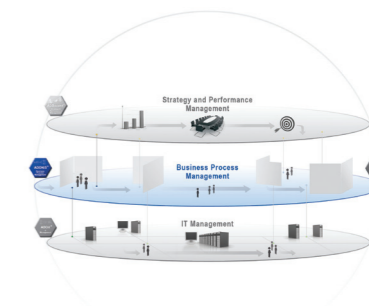 Strategy and Performance
Management
Business Process
Management
IT Management